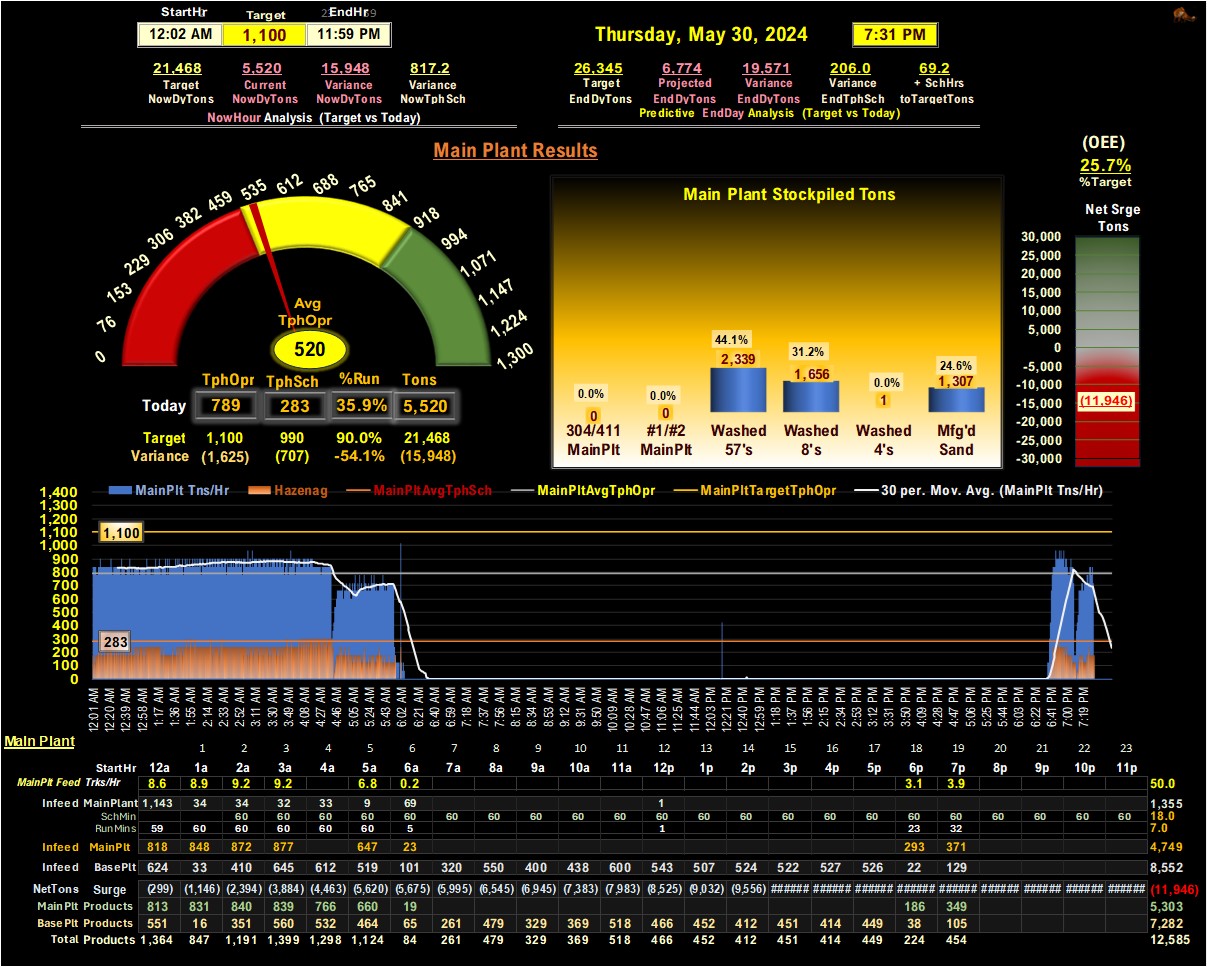 StartHr Target EndHr
12:02 AM 1,100 11:59 PM
Thursday, May 30, 2024 7:31 PM
21,468 5,520 15,948 817.2
Target Current Variance Variance
NowDyTons NowDyTons NowDyTons NowTphSch
NowHour Analysis (Target vs Today)
26,345 6,774 19,571 206.0 69.2
Target Projected Variance Variance + SchHrs
EndDyTons EndDyTons EndDyTons EndTphSch toTargetTons
Predictive EndDay Analysis (Target vs Today)
Main Plant Results
(OEE)
25.7%
%Target
Net Srge
Tons
0 76 153 229 306 382 459 535 612 688 765 841 918 994 1,071 1,147 1,224 1,300
Avg
TphOpr
520
TphOpr TphSch %Run Tons
Today 789 283 35.9% 5,520
Target 1,100 990 90.0% 21,468
Variance (1,625) (707) -54.1% (15,948)
Main Plant Stockpiled Tons
0.0% 0.0% 44.1% 31.2% 0.0% 24.6%
0 0 2,339 1,656 1 1,307
304/411 #1/#2 Washed Washed Washed Mfg'd
MainPlt MainPlt 57's 8's 4's Sand
30,000
25,000
20,000
15,000
10,000
5,000
0
-5,000
-10,000
-15,000
-20,000
-25,000
-30,000
(11,946)
MainPlt Tns/Hr Hazenag MainPltAvgTphSch MainPltAvgTphOpr MainPltTargetTphOpr 30 per. Mov. Avg. (MainPlt Tns/Hr)
1,400
1,300
1,200
1,100
1,000
900
800
700
600
500
400
300
200
100
0
1,100
283
12:01 AM 12:20 AM 12:39 AM 12:59 AM 1:17 AM 1:36 AM 1:55 AM 2:14 AM 2:33 AM 2:52 AM 3:11 AM 3:30 AM 3:49 AM 4:08 AM 4:27 AM 4:46 AM 5:05 AM 5:24 AM 5:43 AM 6:02 AM 6:21 AM 6:40 AM 6:59 AM 7:18 AM 7:37 AM 7:56 AM 8:15 AM 8:34 AM 8:53 AM 9:12 AM 9:31 AM 9:50 AM 10:09 AM 10:28 AM 10:47 AM 11:06 AM 11:25 AM 11:44 AM 12:03 PM 12:21 PM 12:40 PM 12:59 PM 1:18 PM 1:37 PM 1:56 PM 2:15 PM 2:34 PM 2:53 PM 3:12 PM 3:31 PM 3:50 PM 4:09 PM 4:28 PM 4:47 PM 5:06 PM 5:25 PM 5:44 PM 6:03 PM 6:22 PM 6:41 PM 7:00 PM 7:19 PM
Main Plant
1 2 3 4 5 6 7 8 9 10 11 12 13 14 15 16 17 18 19 20 21 22 23
StartHr 12a 1a 2a 3a 4a 5a 6a 7a 8a 9a 10a 11a 12p 1p 2p 3p 4p 5p 6p 7p 8p 9p 10p 11p
MainPlt Feed Trks/Hr 8.6 8.9 9.2 9.2 6.8 0.2 3.1 3.9 50.0
Infeed MainPlant 1,143 34 34 32 33 9 69 1 1,355
SchMin 60 60 60 60 60 60 60 60 60 60 60 60 60 60 60 60 60 60 18.0
RunMins 59 60 60 60 60 60 5 1 23 32 7.0
Infeed MainPlt 818 848 872 877 647 23 293 371 4,749
Infeed BasePlt 624 33 410 645 612 519 101 320 550 400 438 600 543 507 524 522 527 526 22 129 8,552
NetTons Surge (299) (1,146) (2,394) (3,884) (4,463) (5,620) (5,675) (5,995) (6,545) (6,945) (7,383) (7,983) (8,525) (9,032) (9,556) ###### ###### ###### ###### ###### ###### ###### ###### ###### (11,946)
MainPlt Products 813 831 840 839 766 660 19 186 349 5,303
BasePlt Products 551 16 351 560 532 464 65 261 479 329 369 518 466 452 412 451 414 449 38 105 7,282
Total Products 1,364 847 1,191 1,399 1,298 1,124 84 261 479 329 369 518 466 452 412 451 414 449 224 454 12,585